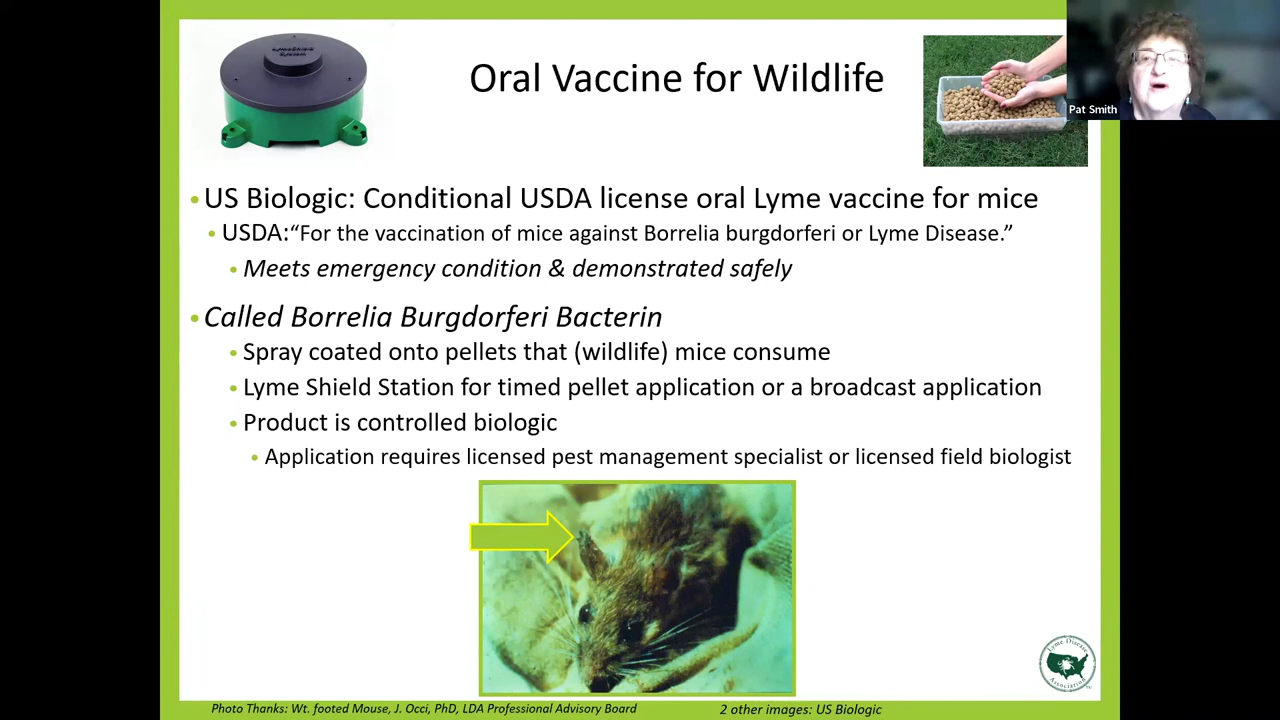 Oral Vaccine for Wildlife
Pat Smith
•US Biologic: Conditional USDA license oral Lyme vaccine for mice
• USDA:“For the vaccination of mice against Borrelia burgdorferi or Lyme Disease.”
• Meets emergency condition & demonstrated safely
•Called Borrelia Burgdorferi Bacterin
• Spray coated onto pellets that (wildlife) mice consume
• Lyme Shield Station for timed pellet application or a broadcast application
• Product is controlled biologic
• Application requires licensed pest management specialist or licensed field biologist
Lyme Disease
Association
Photo Thanks: Wt. footed Mouse, J. Occi, PhD, LDA Professional Advisory Board
2 other images: US Biologic